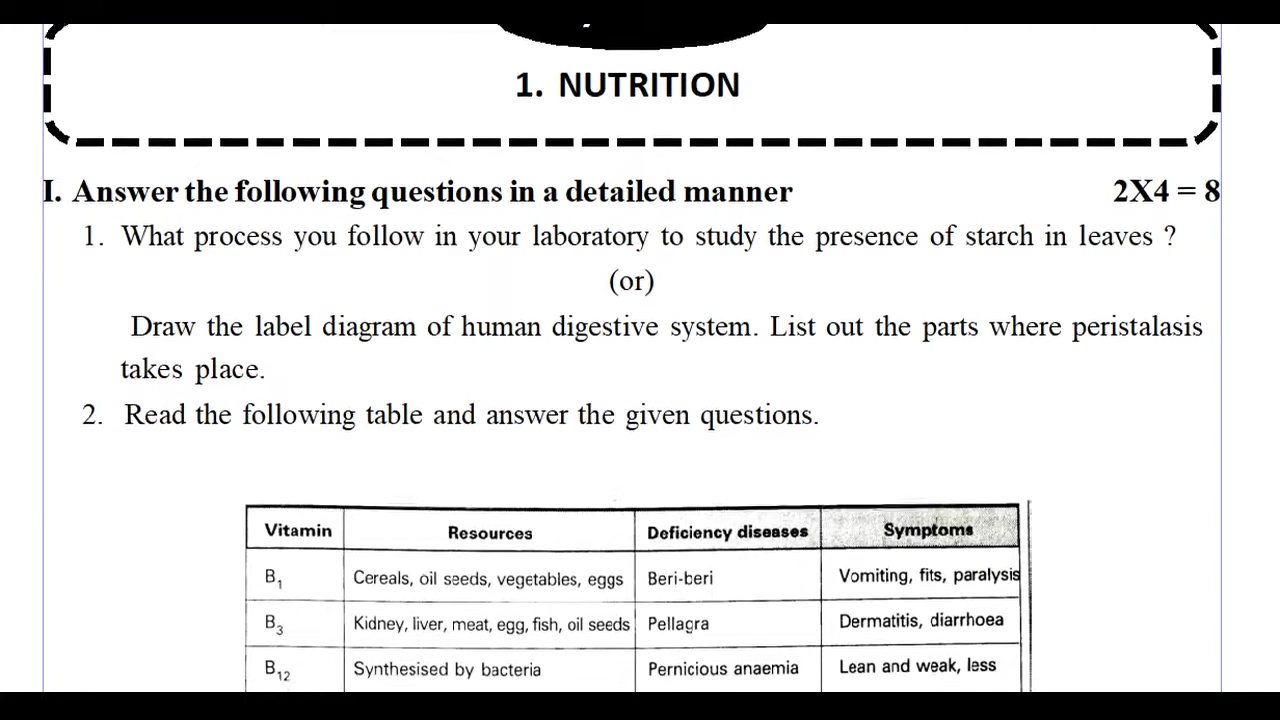 1. NUTRITION
I. Answer the following questions in a detailed manner 2X4 = 8
1. What process you follow in your laboratory to study the presence of starch in leaves ?
(or)
Draw the label diagram of human digestive system. List out the parts where peristalasis
takes place.
2. Read the following table and answer the given questions.
Vitamin Resources Deficiency diseases Symptoms
B₁ Cereals, oil seeds, vegetables, eggs Beri-beri Vomiting, fits, paralysis
B₃ Kidney, liver, meat, egg, fish, oil seeds Pellagra Dermatitis, diarrhoea
B₁₂ Synthesised by bacteria Pernicious anaemia Lean and weak, less